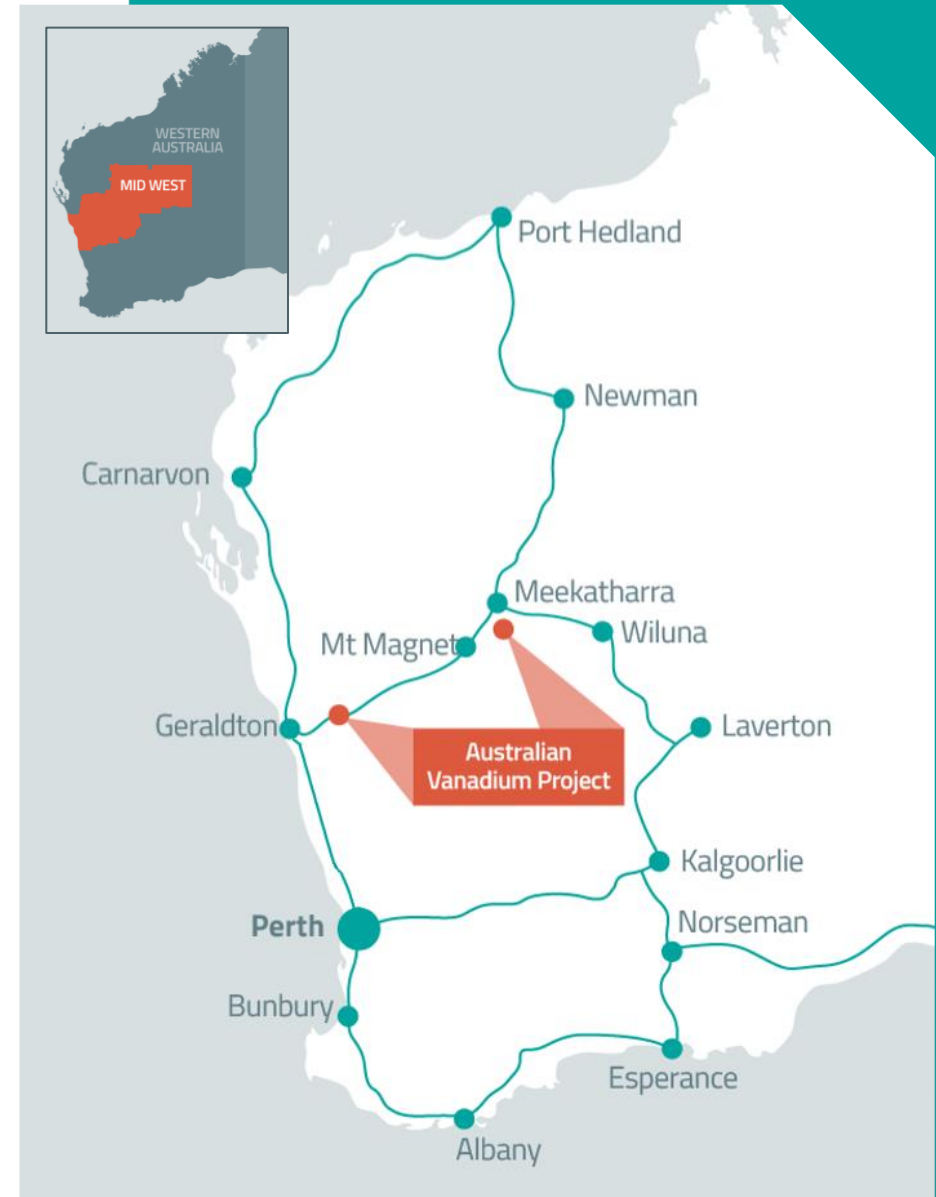 WESTERN
AUSTRALIA
MID WEST
Port Hedland
Newman
Carnarvon
Meekatharra
Wiluna
Mt Magnet
Geraldton
Laverton
Australian
Vanadium Project
Kalgoorlie
Norseman
Perth
Bunbury
Esperance
Albany